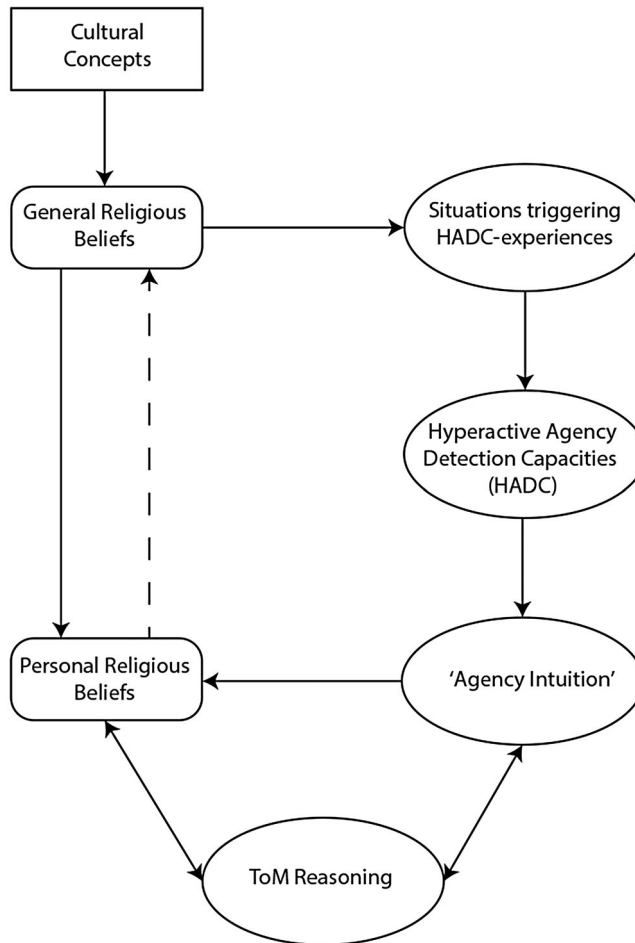 Cultural
Concepts
General Religious
Beliefs
Situations triggering
HADC-experiences
Hyperactive Agency
Detection Capacities
(HADC)
Personal Religious
Beliefs
‘Agency Intuition’
ToM Reasoning